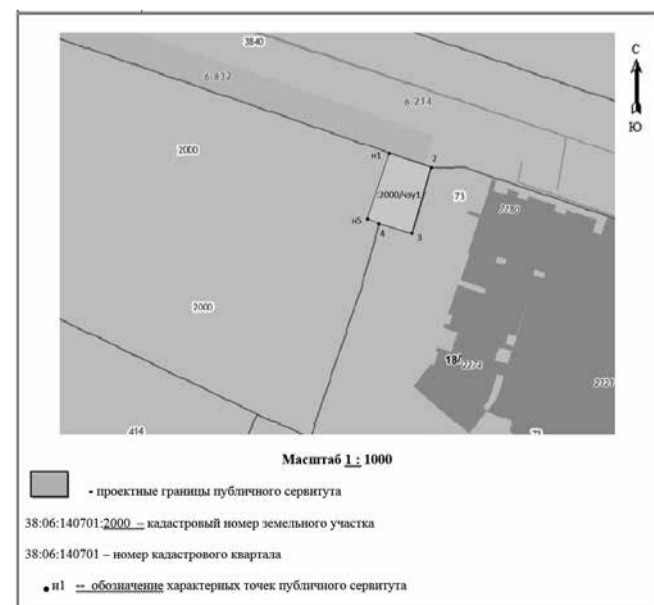 3840
С
6 832
6 214
Ю
н1
2
2000
:2000/чзу1
73
н5
4
3
2000
18/
2274
414
73
Масштаб 1 : 1000
- проектные границы публичного сервитута
38:06:140701:2000 – кадастровый номер земельного участка
38:06:140701 – номер кадастрового квартала
н1 -- обозначение характерных точек публичного сервитута